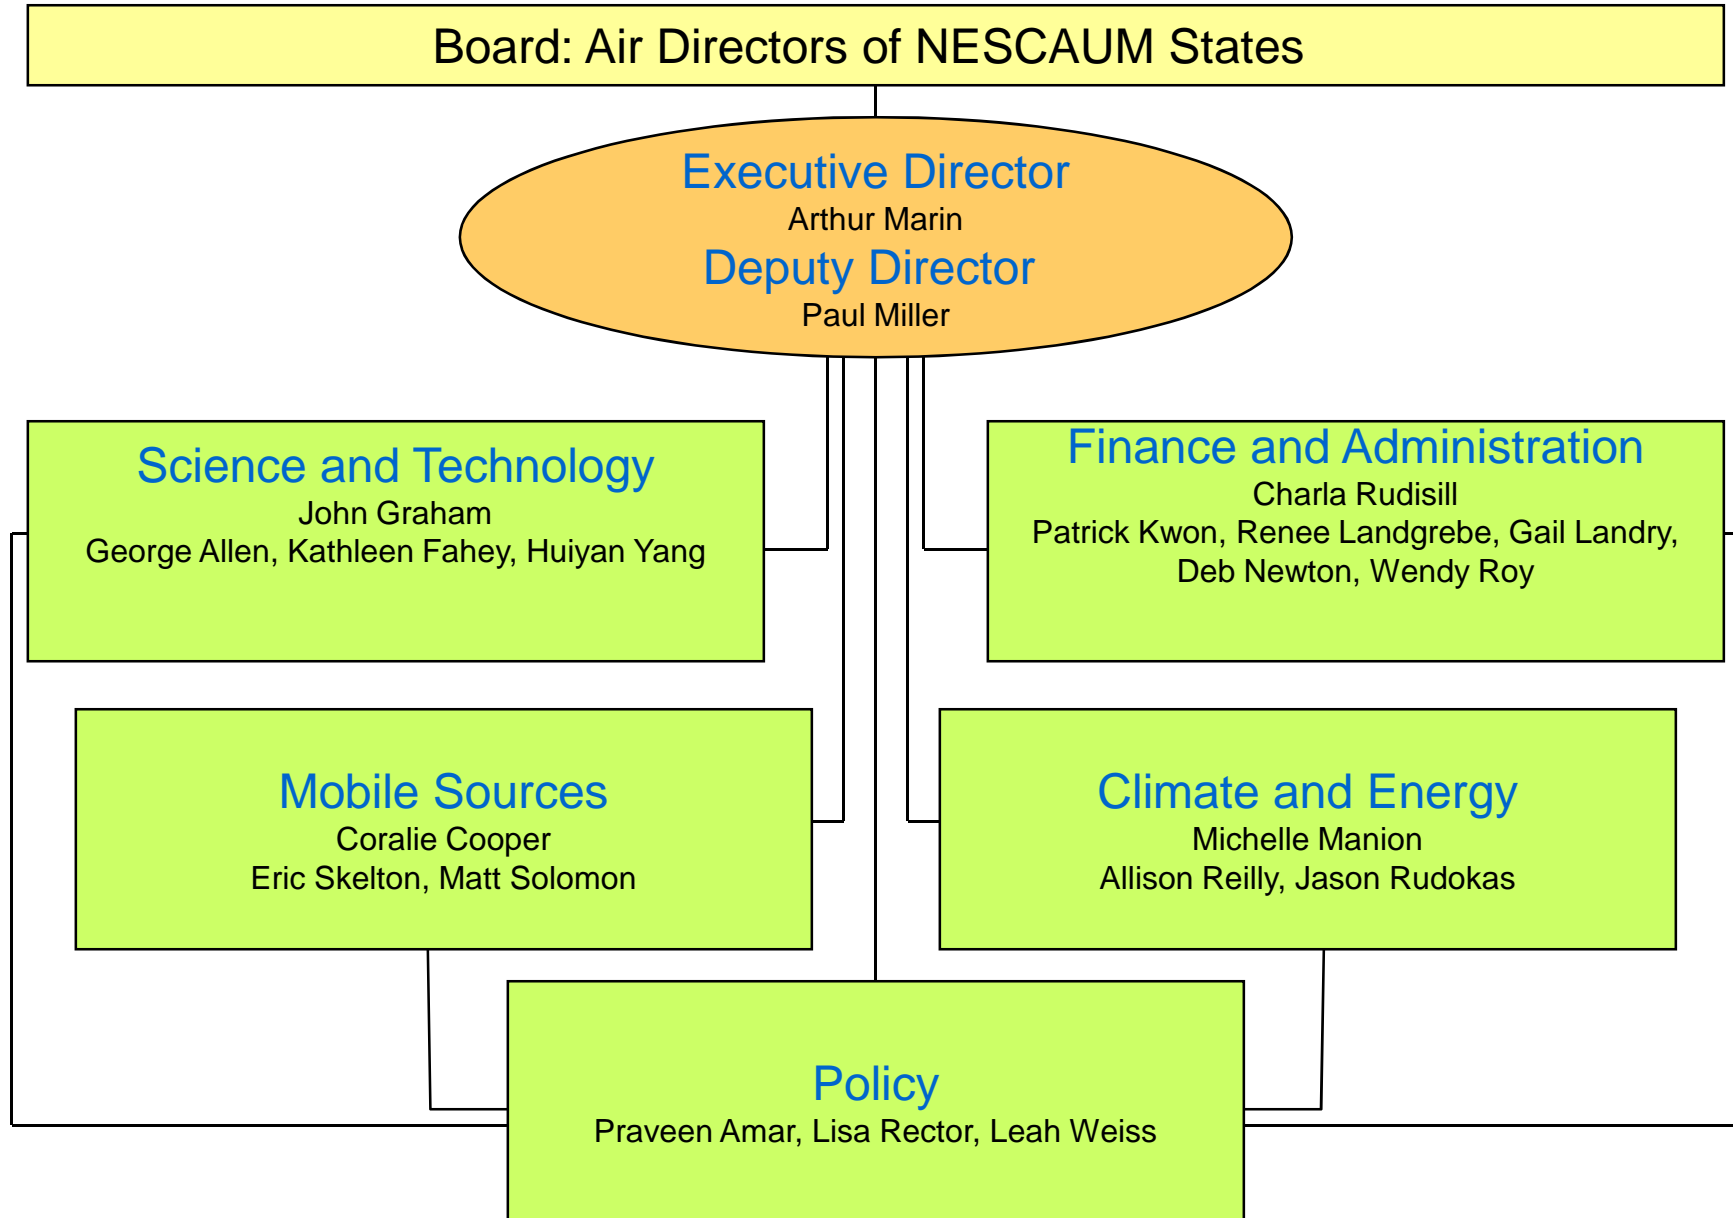 Board: Air Directors of NESCAUM States
Executive Director
Arthur Marin
Deputy Director
Paul Miller
Science and Technology
John Graham
George Allen, Kathleen Fahey, Huiyan Yang
Finance and Administration
Charla Rudisill
Patrick Kwon, Renee Landgrebe, Gail Landry,
Deb Newton, Wendy Roy
Mobile Sources
Coralie Cooper
Eric Skelton, Matt Solomon
Climate and Energy
Michelle Manion
Allison Reilly, Jason Rudokas
Policy
Praveen Amar, Lisa Rector, Leah Weiss